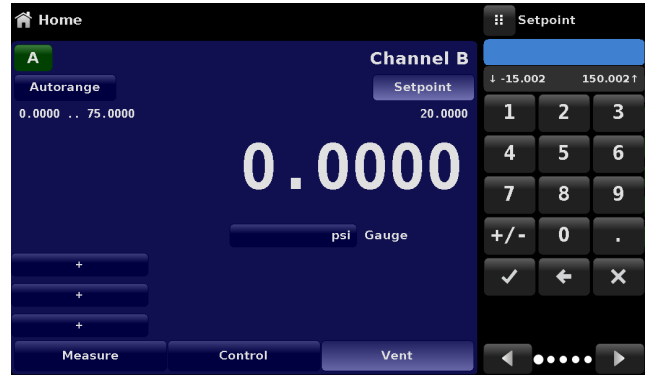 Home
A
Channel B
Autorange
Setpoint
0.0000 .. 75.0000
20.0000
0.0000
psi Gauge
+
+
+
Measure Control Vent
Setpoint
↓ -15.002 150.002↑
1 2 3
4 5 6
7 8 9
+/- 0 .